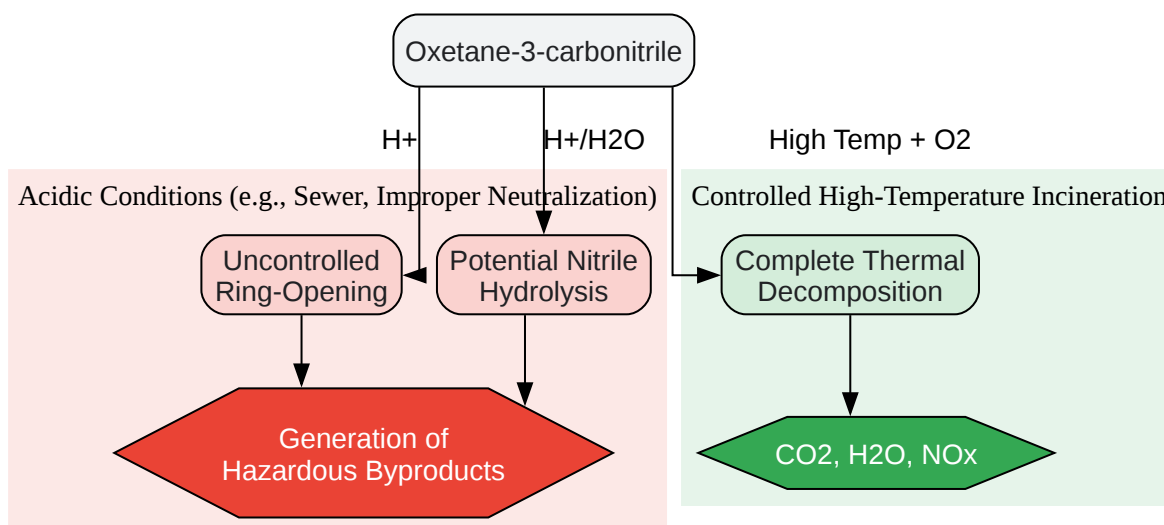 Oxetane-3-carbonitrile
H+
H+/H2O
High Temp + O2
Acidic Conditions (e.g., Sewer, Improper Neutralization)
Controlled High-Temperature Incineration
Uncontrolled
Ring-Opening
Potential Nitrile
Hydrolysis
Complete Thermal
Decomposition
Generation of
Hazardous Byproducts
CO2, H2O, NOx